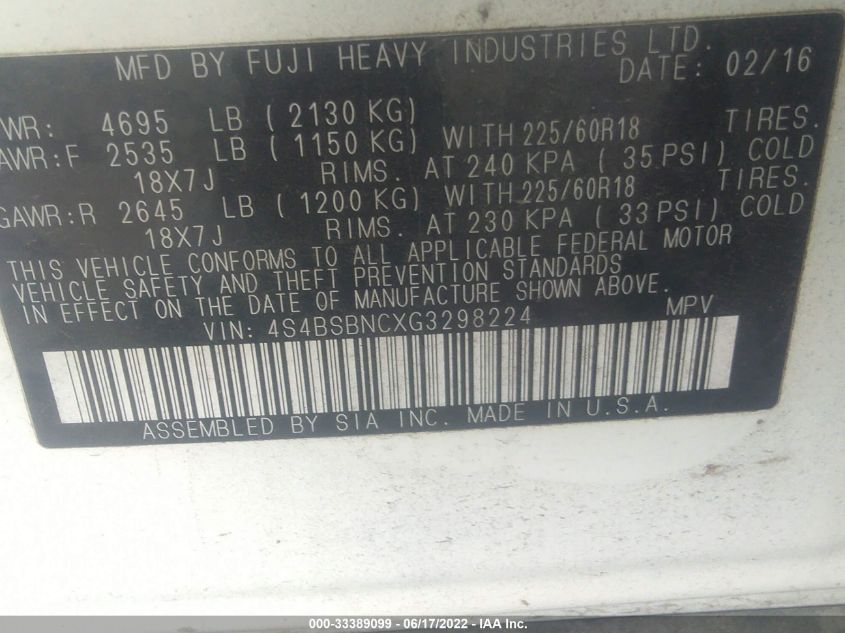 MFD BY FUJI HEAVY INDUSTRIES LTD.
DATE: 02/16
WR: 4695 LB ( 2130 KG)
AWR:F 2535 LB ( 1150 KG) WITH 225/60R18 TIRES.
18X7J RIMS. AT 240 KPA ( 35 PSI) COLD
GAWR:R 2645 LB ( 1200 KG) WITH 225/60R18 TIRES.
18X7J RIMS. AT 230 KPA ( 33 PSI) COLD
THIS VEHICLE CONFORMS TO ALL APPLICABLE FEDERAL MOTOR
VEHICLE SAFETY AND THEFT PREVENTION STANDARDS
IN EFFECT ON THE DATE OF MANUFACTURE SHOWN ABOVE.
VIN: 4S4BSBNCXG3298224 MPV
ASSEMBLED BY SIA INC. MADE IN U.S.A.
000-33389099 - 06/17/2022 - IAA Inc.